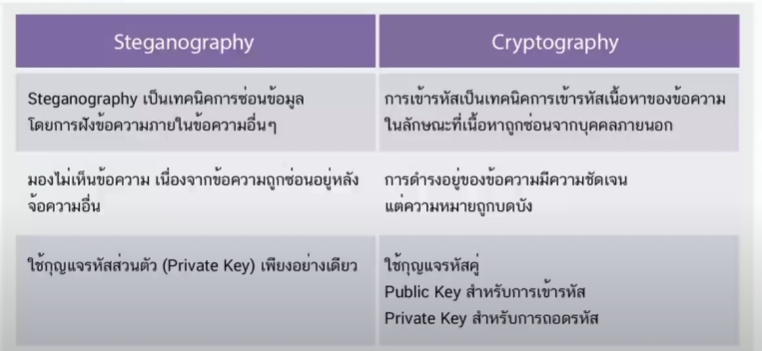 Steganography
Cryptography
Steganography เป็นเทคนิคการซ่อนข้อมูล
โดยการฝังข้อความภายในข้อความอื่นๆ
การเข้ารหัสเป็นเทคนิคการเข้ารหัสเนื้อหาของข้อความ
ในลักษณะที่เนื้อหาถูกซ่อนจากบุคคลภายนอก
มองไม่เห็นข้อความ เนื่องจากข้อความถูกซ่อนอยู่หลัง
จ้อความอื่น
การดำรงอยู่ของข้อความมีความชัดเจน
แต่ความหมายถูกบดบัง
ใช้กุญแจรหัสส่วนตัว (Private Key) เพียงอย่างเดียว
ใช้กุญแจรหัสคู่
Public Key สำหรับการเข้ารหัส
Private Key สำหรับการถอดรหัส